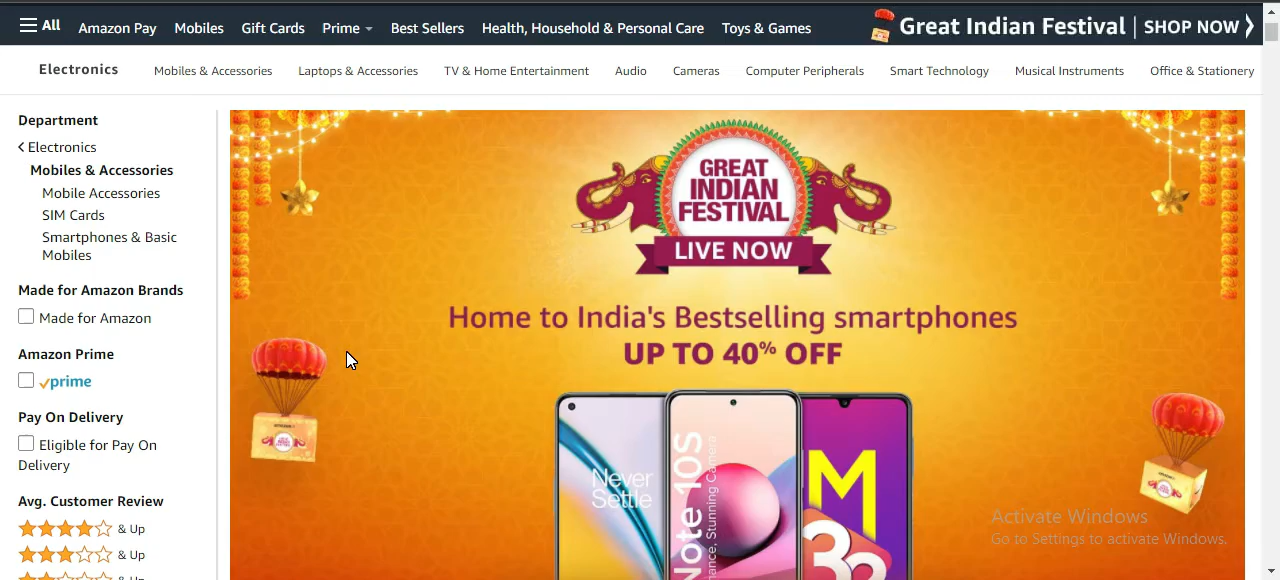 All
Amazon Pay Mobiles Gift Cards Prime Best Sellers Health, Household & Personal Care Toys & Games Great Indian Festival | SHOP NOW
Electronics Mobiles & Accessories Laptops & Accessories TV & Home Entertainment Audio Cameras Computer Peripherals Smart Technology Musical Instruments Office & Stationery
Department
Electronics
Mobiles & Accessories
Mobile Accessories
SIM Cards
Smartphones & Basic
Mobiles
Made for Amazon Brands
Made for Amazon
Amazon Prime
prime
Pay On Delivery
Eligible for Pay On
Delivery
Avg. Customer Review
& Up
& Up
& Up
GREAT
INDIAN
FESTIVAL
LIVE NOW
Home to India's Bestselling smartphones
UP TO 40% OFF
Never
Settle
Note 10S
mance, Stunning Camera
M
32
Activate Windows
Go to Settings to activate Windows.